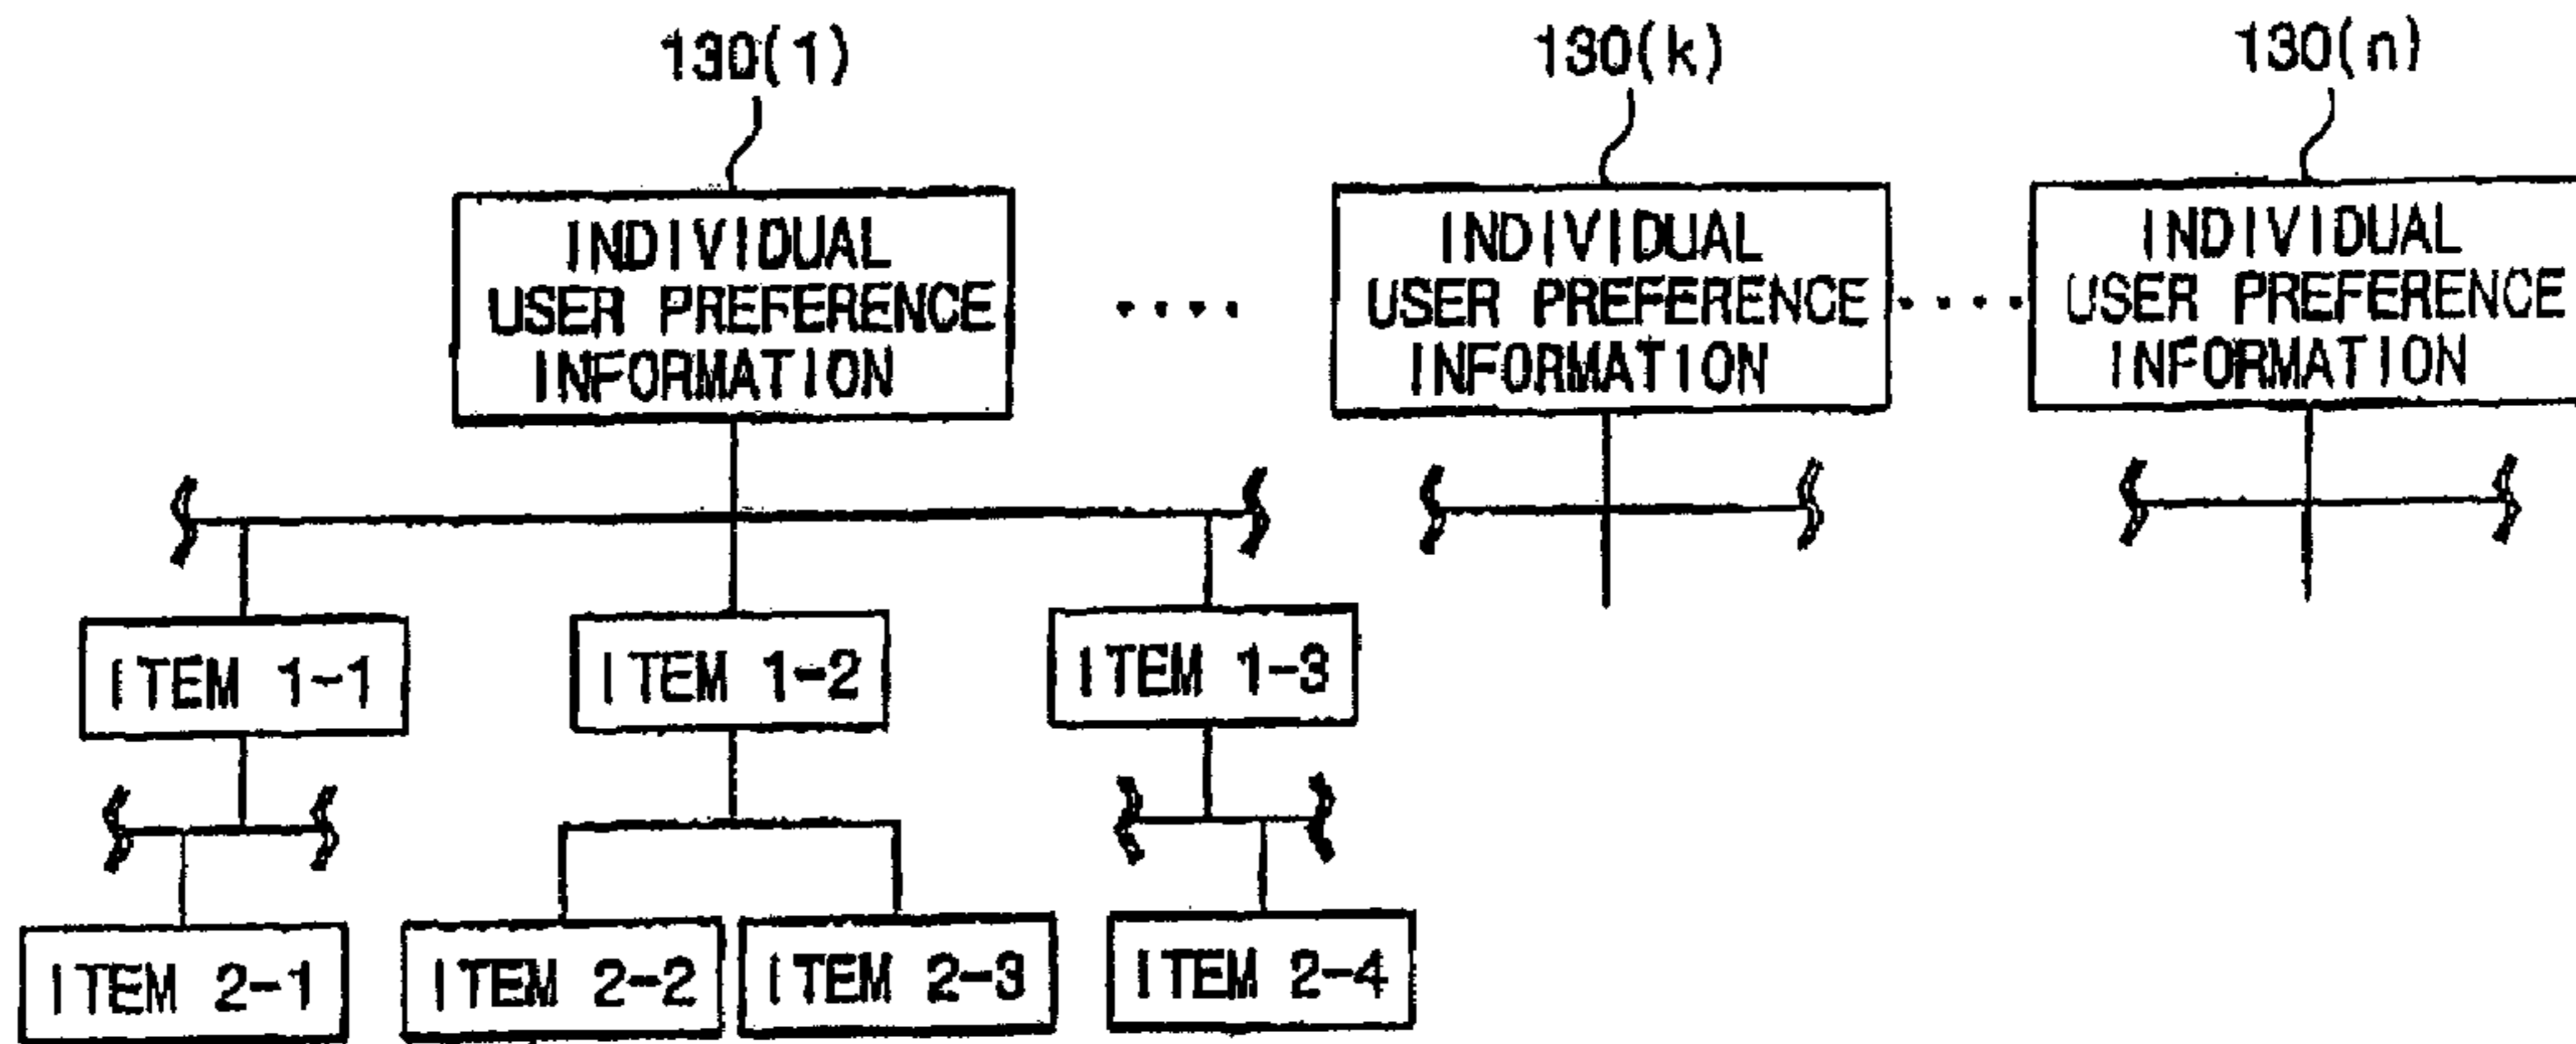 130(1)
130(k)
130(n)
INDIVIDUAL
USER PREFERENCE
INFORMATION
....
INDIVIDUAL
USER PREFERENCE
INFORMATION
....
INDIVIDUAL
USER PREFERENCE
INFORMATION
ITEM 1-1
ITEM 1-2
ITEM 1-3
ITEM 2-1
ITEM 2-2
ITEM 2-3
ITEM 2-4